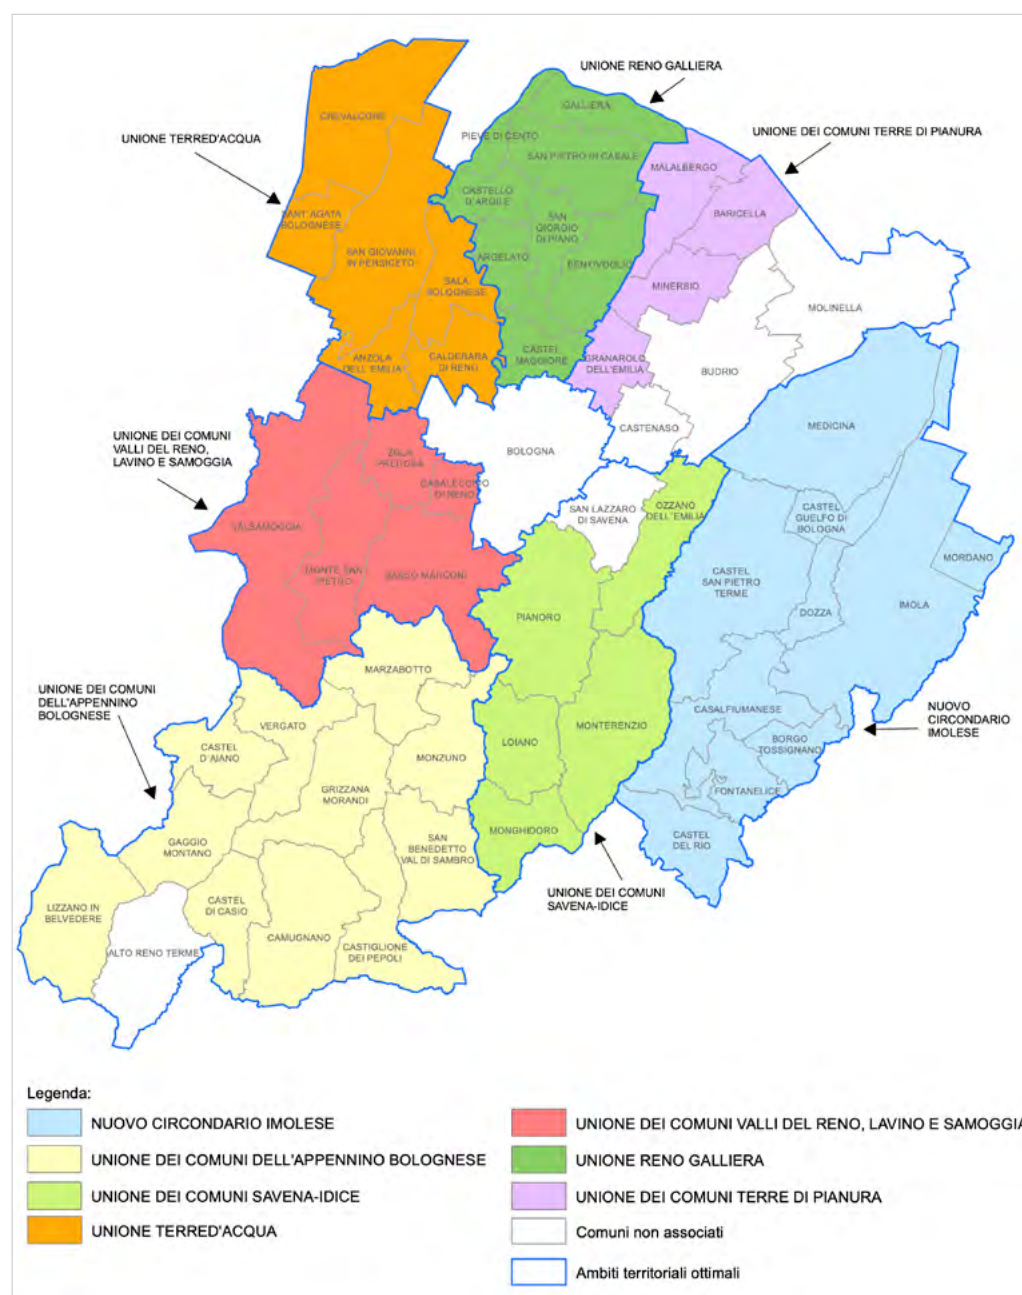 UNIONE RENO GALLIERA
GALLIERA
CREVALCORE
UNIONE TERRED'ACQUA
PIEVE DI CENTO
UNIONE DEI COMUNI TERRE DI PIANURA
SAN PIETRO IN CASALE
MALALBERGO
CASTELLO
D'ARGILE
SANT'AGATA
BOLOGNESE
BARICELLA
SAN
GIORGIO
DI PIANO
SAN GIOVANNI
IN PERSICETO
ARGELATO
BENTIVOGLIO
SALA
BOLOGNESE
MINERBIO
MOLINELLA
ANZOLA
DELL'EMILIA
CALDERARA
DI RENO
CASTEL
MAGGIORE
GRANAROLO
DELL'EMILIA
BUDRIO
UNIONE DEI COMUNI
VALLI DEL RENO,
LAVINO E SAMOGGIA
CASTENASO
MEDICINA
BOLOGNA
ZOLA
PREDOSA
CASALECCHIO
DI RENO
SAN LAZZARO
DI SAVENA
OZZANO
DELL'EMILIA
CASTEL
GUELFO DI
BOLOGNA
VALSAMOGGIA
MORDANO
MONTE SAN
PIETRO
SASSO MARCONI
CASTEL
SAN PIETRO
TERME
IMOLA
PIANORO
DOZZA
MARZABOTTO
UNIONE DEI COMUNI
DELL'APPENNINO
BOLOGNESE
VERGATO
MONTERENZIO
CASALFIUMANESE
NUOVO
CIRCONDARIO
IMOLESE
CASTEL
D'AIANO
MONZUNO
LOIANO
BORGO
TOSSIGNANO
GRIZZANA
MORANDI
FONTANELICE
GAGGIO
MONTANO
SAN
BENEDETTO
VAL DI SAMBRO
MONGHIDORO
CASTEL
DEL RIO
UNIONE DEI COMUNI
SAVENA-IDICE
LIZZANO IN
BELVEDERE
CASTEL
DI CASIO
CAMUGNANO
ALTO RENO TERME
CASTIGLIONE
DEI PEPOLI
Legenda:
NUOVO CIRCONDARIO IMOLESE
UNIONE DEI COMUNI DELL'APPENNINO BOLOGNESE
UNIONE DEI COMUNI SAVENA-IDICE
UNIONE TERRED'ACQUA
UNIONE DEI COMUNI VALLI DEL RENO, LAVINO E SAMOGGIA
UNIONE RENO GALLIERA
UNIONE DEI COMUNI TERRE DI PIANURA
Comuni non associati
Ambiti territoriali ottimali